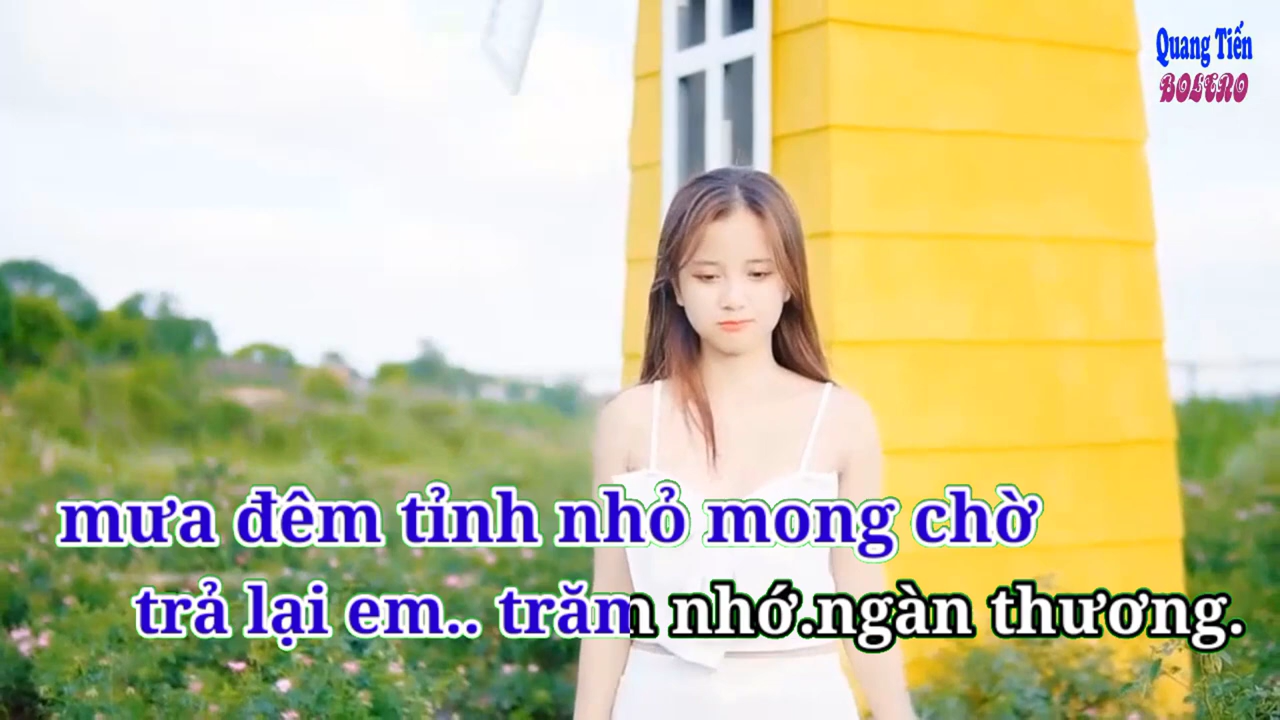 Quang Tiến
BOLERO
mưa đêm tỉnh nhỏ mong chờ
trả lại em.. trăm nhớ.ngàn thương.